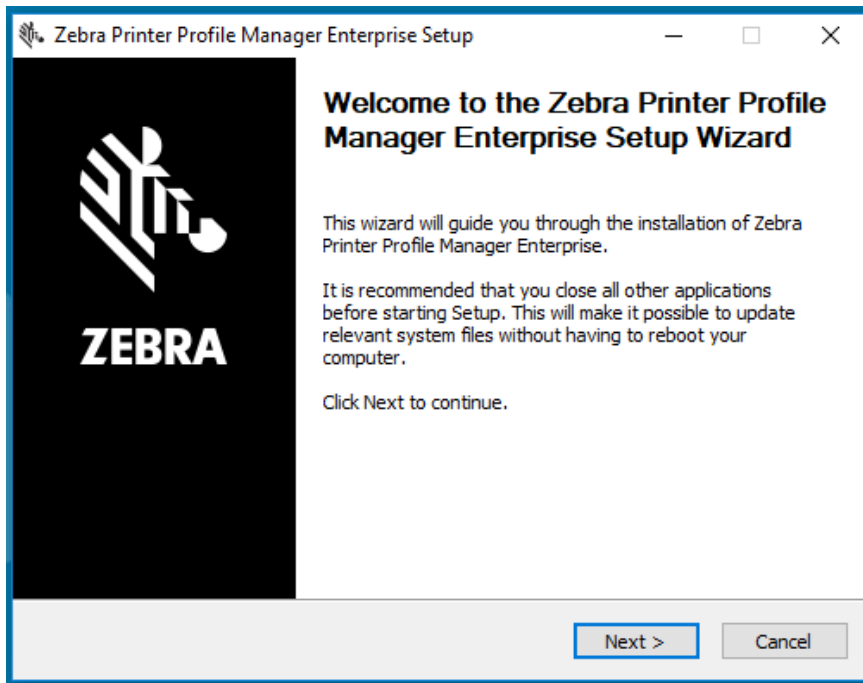 Zebra Printer Profile Manager Enterprise Setup
Welcome to the Zebra Printer Profile
Manager Enterprise Setup Wizard
This wizard will guide you through the installation of Zebra
Printer Profile Manager Enterprise.
It is recommended that you close all other applications
before starting Setup. This will make it possible to update
relevant system files without having to reboot your
computer.
Click Next to continue.
ZEBRA
Next >
Cancel